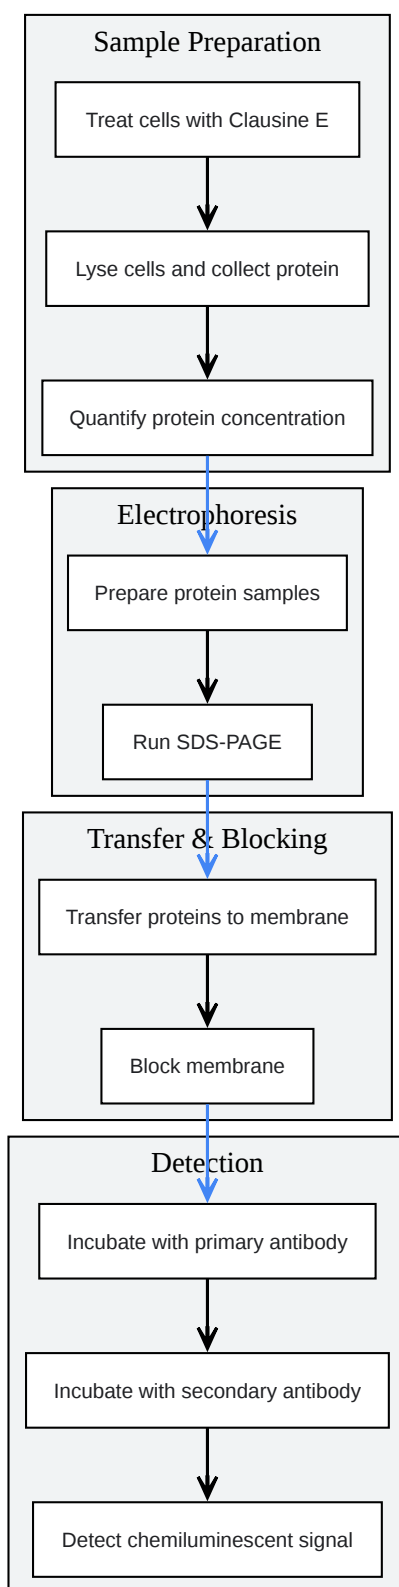 Sample Preparation
Treat cells with Clausine E
Lyse cells and collect protein
Quantify protein concentration
Electrophoresis
Prepare protein samples
Run SDS-PAGE
Transfer & Blocking
Transfer proteins to membrane
Block membrane
Detection
Incubate with primary antibody
Incubate with secondary antibody
Detect chemiluminescent signal